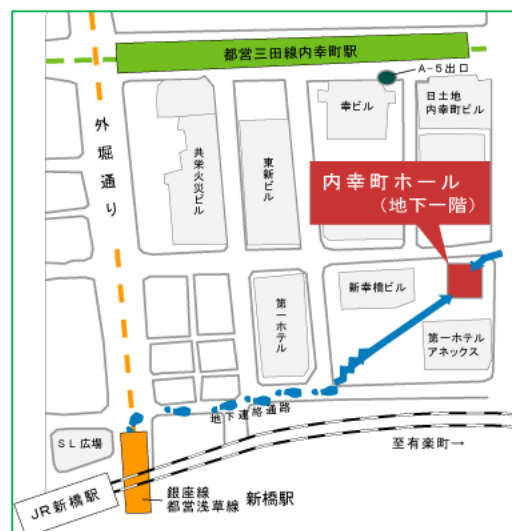 都営三田線内幸町駅
A-5出口
外堀通り
共栄火災ビル
東新ビル
幸ビル
日土地
内幸町ビル
内幸町ホール
(地下一階)
第一ホテル
新幸橋ビル
第一ホテル
アネックス
地下連絡通路
SL広場
至有楽町→
JR新橋駅
銀座線
都営浅草線
新橋駅